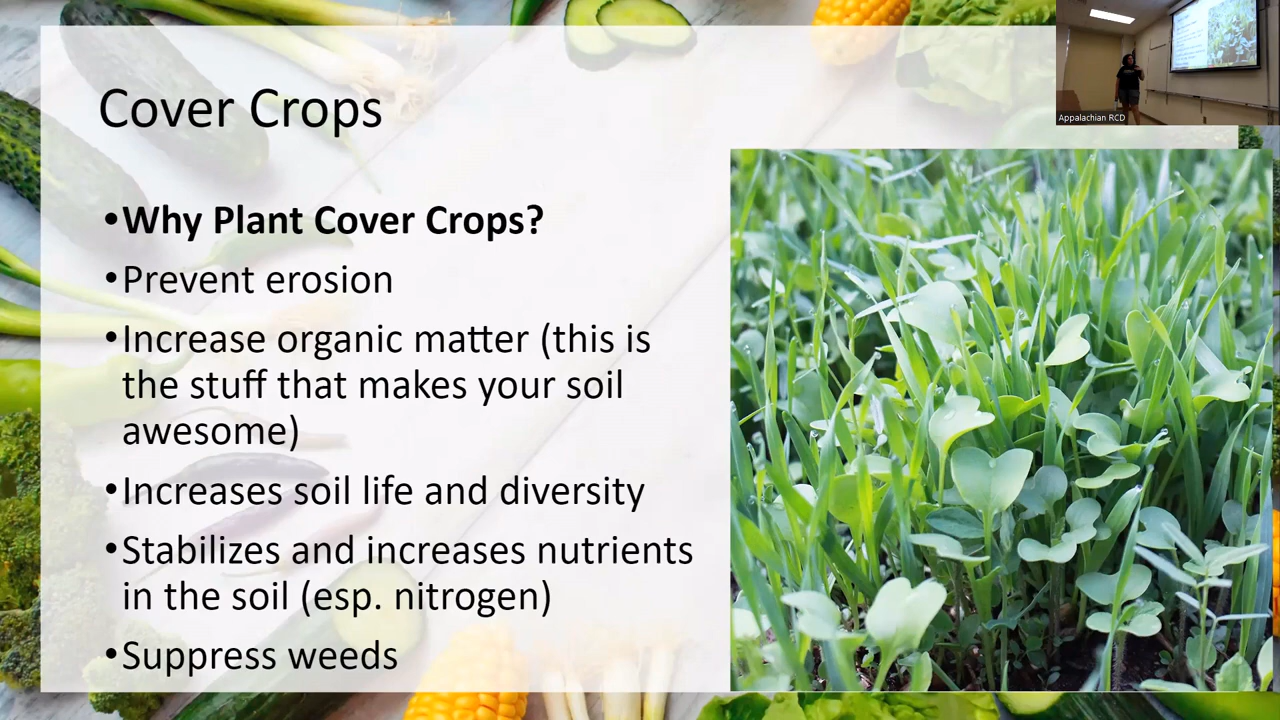 Cover Crops
Appalachian RCD
•Why Plant Cover Crops?
•Prevent erosion
•Increase organic matter (this is
the stuff that makes your soil
awesome)
•Increases soil life and diversity
•Stabilizes and increases nutrients
in the soil (esp. nitrogen)
•Suppress weeds